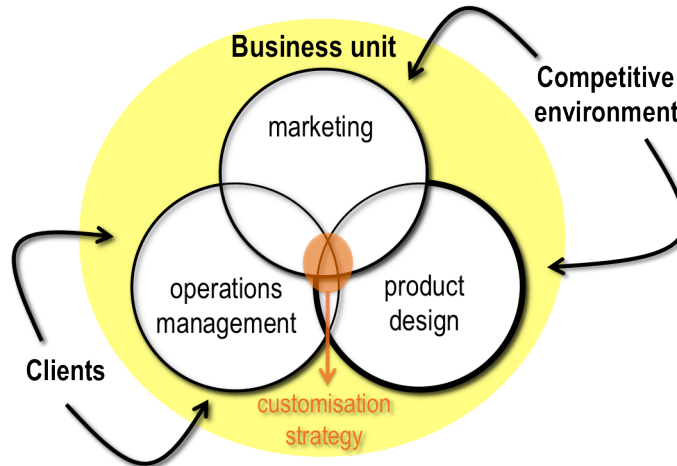 Business unit
Competitive
environment
marketing
operations
management
product
design
Clients
customisation
strategy